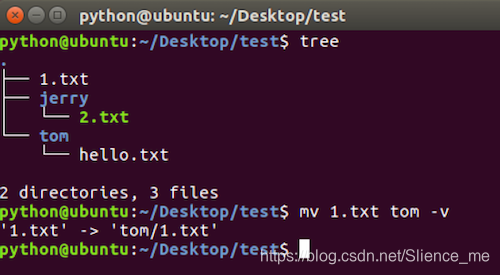 python@ubuntu: ~/Desktop/test
python@ubuntu:~/Desktop/test$ tree
.
├── 1.txt
├── jerry
│   └── 2.txt
└── tom
    └── hello.txt
2 directories, 3 files
python@ubuntu:~/Desktop/test$ mv 1.txt tom -v
'1.txt' -> 'tom/1.txt'
python@ubuntu:~/Desktop/test$
https://blog.csdn.net/Slience_me